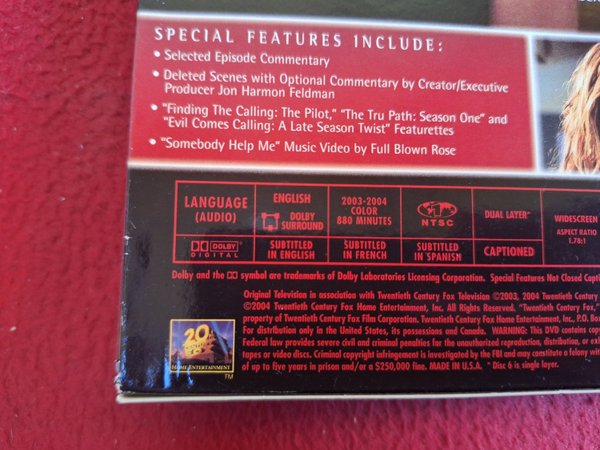 SPECIAL FEATURES INCLUDE:
• Selected Episode Commentary
• Deleted Scenes with Optional Commentary by Creator/Executive
Producer Jon Harmon Feldman
• "Finding The Calling: The Pilot," "The Tru Path: Season One" and
"Evil Comes Calling: A Late Season Twist" Featurettes
• "Somebody Help Me" Music Video by Full Blown Rose
LANGUAGE
(AUDIO)
ENGLISH
DOLBY
SURROUND
2003-2004
COLOR
880 MINUTES
NTSC
DUAL LAYER*
WIDESCREEN
ASPECT RATIO
1.78:1
DOLBY
DIGITAL
SUBTITLED
IN ENGLISH
SUBTITLED
IN FRENCH
SUBTITLED
IN SPANISH
CAPTIONED
Dolby and the DD symbol are trademarks of Dolby Laboratories Licensing Corporation. Special Features Not Closed
Original Television in association with Twentieth Century Fox Television ©2003, 2004 Twentieth Century
©2004 Twentieth Century Fox Home Entertainment, Inc. All Rights Reserved. "Twentieth Century Fox,"
property of Twentieth Century Fox Film Corporation. Twentieth Century Fox Home Entertainment, Inc., P.O.
For distribution only in the United States, its possessions and Canada. WARNING: This DVD contains
Federal law provides severe civil and criminal penalties for the unauthorized reproduction, distribution, or
tapes or video discs. Criminal copyright infringement is investigated by the FBI and may constitute a felony
of up to five years in prison and/or a $250,000 fine. MADE IN U.S.A. * Disc 6 is single layer.
20
CENTURY
FOX
HOME ENTERTAINMENT
TM